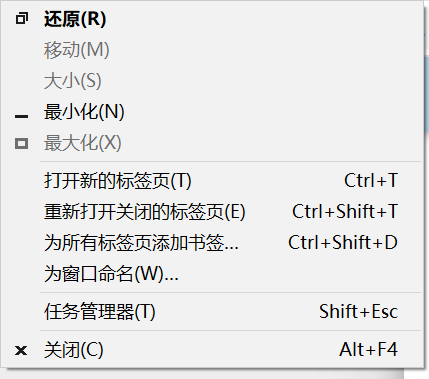 还原(R)
移动(M)
大小(S)
最小化(N)
最大化(X)
打开新的标签页(T) Ctrl+T
重新打开关闭的标签页(E) Ctrl+Shift+T
为所有标签页添加书签... Ctrl+Shift+D
为窗口命名(W)...
任务管理器(T) Shift+Esc
关闭(C) Alt+F4